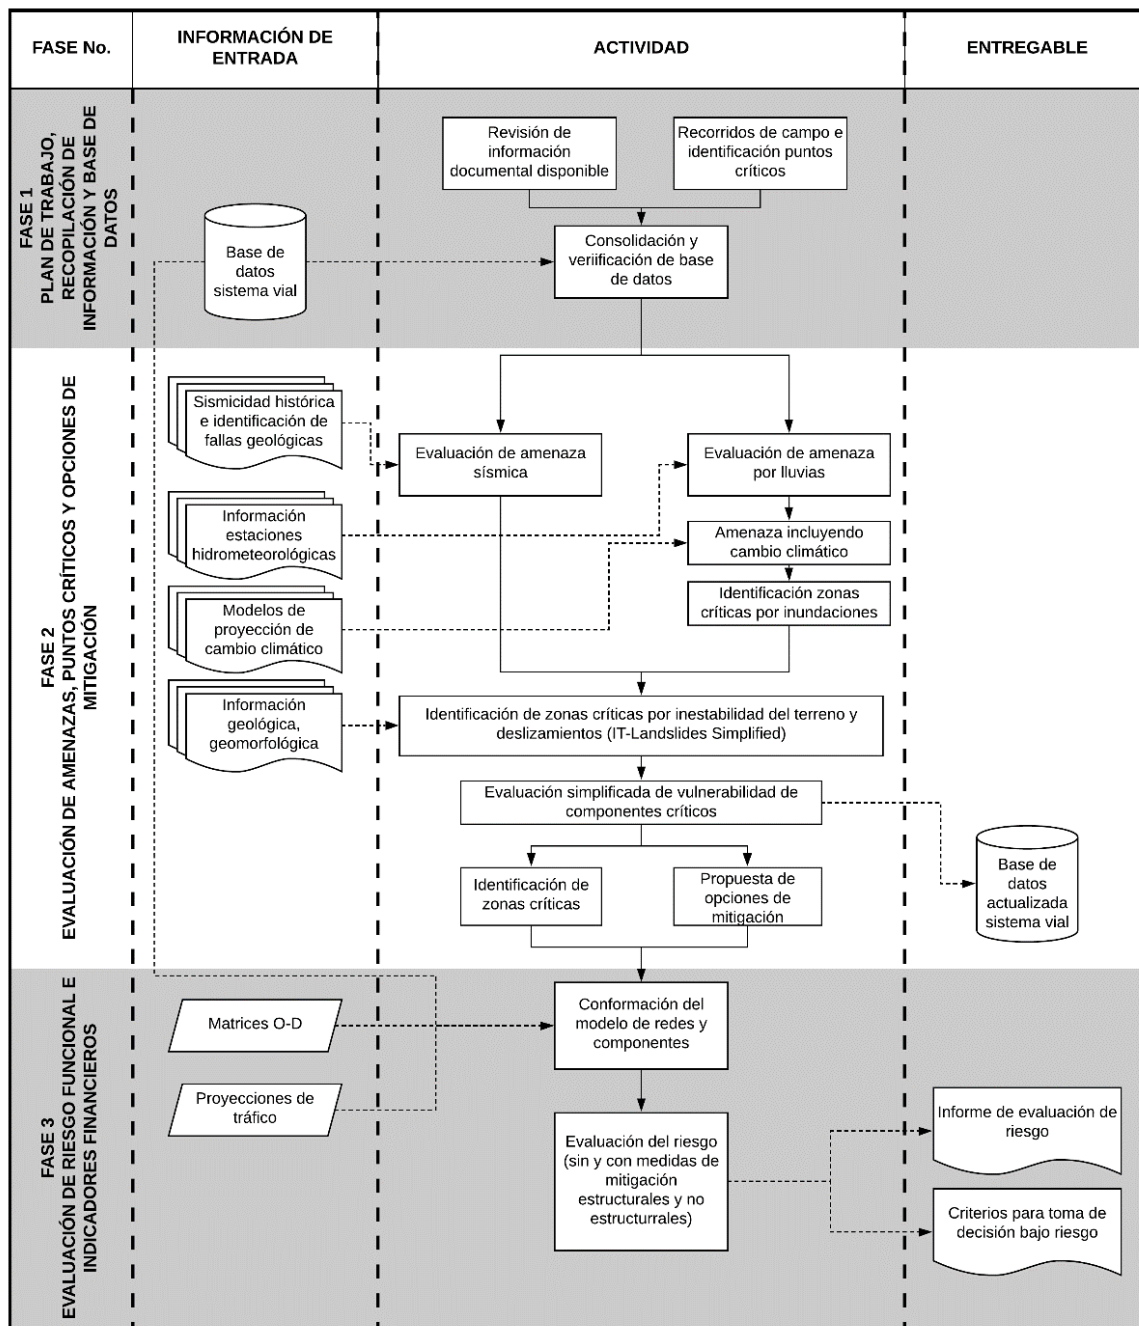 FASE No.
INFORMACIÓN DE
ENTRADA
ACTIVIDAD
ENTREGABLE
FASE 1
PLAN DE TRABAJO,
RECOPILACIÓN DE
INFORMACIÓN Y BASE DE
DATOS
Revisión de
información
documental disponible
Recorridos de campo e
identificación puntos
críticos
Base de
datos
sistema vial
Consolidación y
veriificación de base
de datos
FASE 2
EVALUACIÓN DE AMENAZAS, PUNTOS CRÍTICOS Y OPCIONES DE
MITIGACIÓN
Sismicidad histórica
e identificación de
fallas geológicas
Evaluación de amenaza
sísmica
Evaluación de amenaza
por lluvias
Información
estaciones
hidrometeorológicas
Amenaza incluyendo
cambio climático
Identificación zonas
críticas por inundaciones
Modelos de
proyección de
cambio climático
Información
geológica,
geomorfológica
Identificación de zonas críticas por inestabilidad del terreno y
deslizamientos (IT-Landslides Simplified)
Evaluación simplificada de vulnerabilidad de
componentes críticos
Identificación de
zonas críticas
Propuesta de
opciones de
mitigación
Base de
datos
actualizada
sistema vial
FASE 3
EVALUACIÓN DE RIESGO FUNCIONAL E
INDICADORES FINANCIEROS
Matrices O-D
Conformación del
modelo de redes y
componentes
Proyecciones de
tráfico
Evaluación del riesgo
(sin y con medidas de
mitigación
estructurales y no
estructurrales)
Informe de evaluación de
riesgo
Criterios para toma de
decisión bajo riesgo